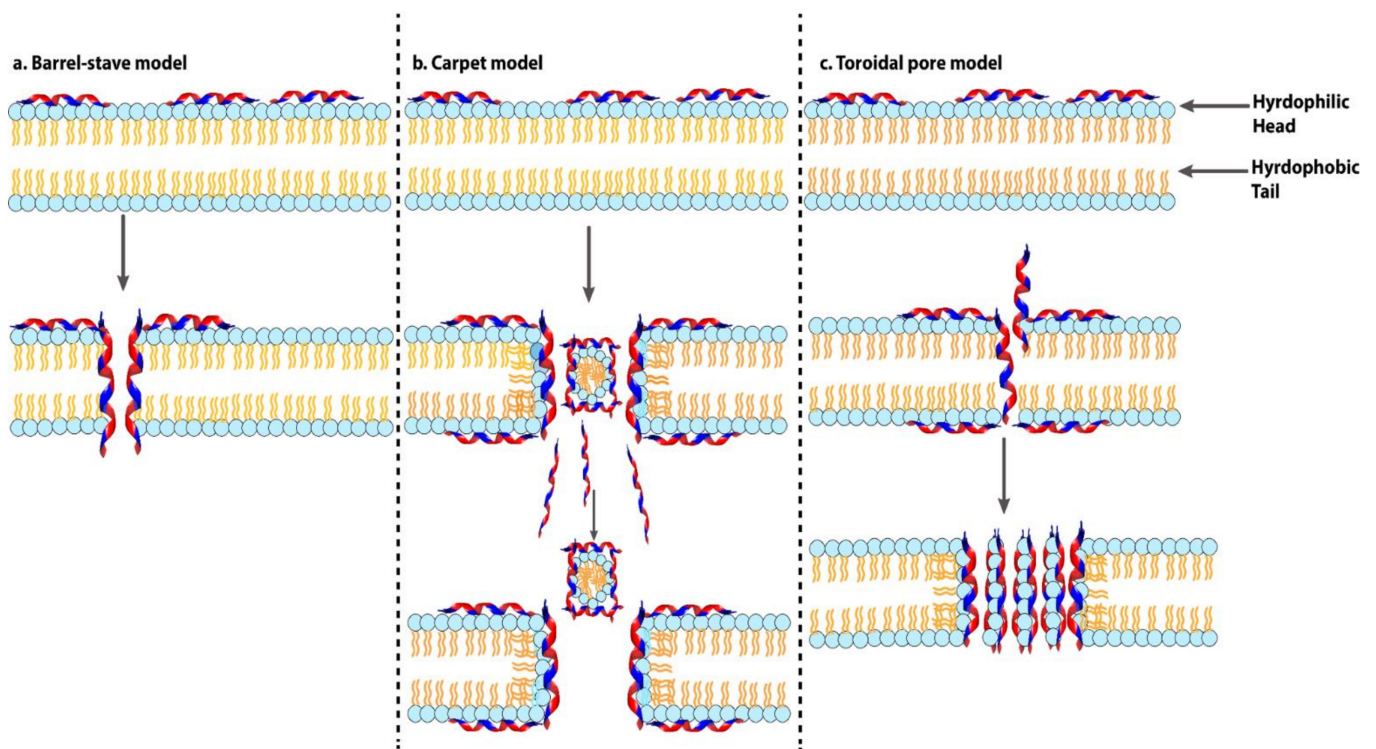 a. Barrel-stave model
b. Carpet model
c. Toroidal pore model
Hyrdophilic
Head
Hyrdophobic
Tail